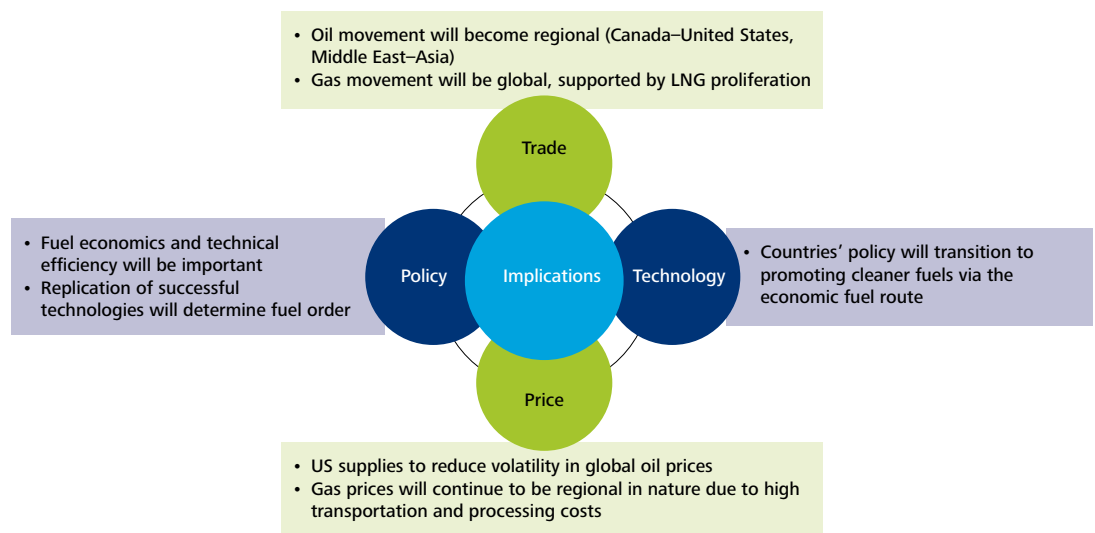 • Oil movement will become regional (Canada–United States,
Middle East–Asia)
• Gas movement will be global, supported by LNG proliferation
Trade
• Fuel economics and technical
efficiency will be important
• Replication of successful
technologies will determine fuel order
Policy
Implications
Technology
• Countries’ policy will transition to
promoting cleaner fuels via the
economic fuel route
Price
• US supplies to reduce volatility in global oil prices
• Gas prices will continue to be regional in nature due to high
transportation and processing costs